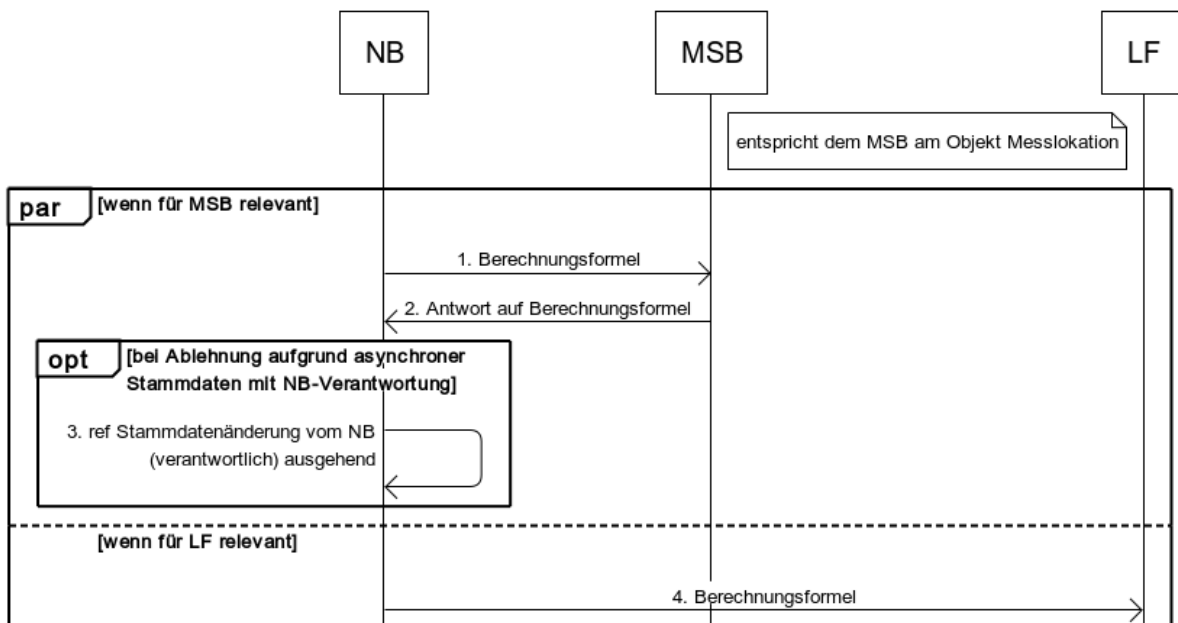 NB
MSB
LF
entspricht dem MSB am Objekt Messlokation
par
[wenn für MSB relevant]
1. Berechnungsformel
2. Antwort auf Berechnungsformel
opt
[bei Ablehnung aufgrund asynchroner
Stammdaten mit NB-Verantwortung]
3. ref Stammdatenänderung vom NB
(verantwortlich) ausgehend
[wenn für LF relevant]
4. Berechnungsformel